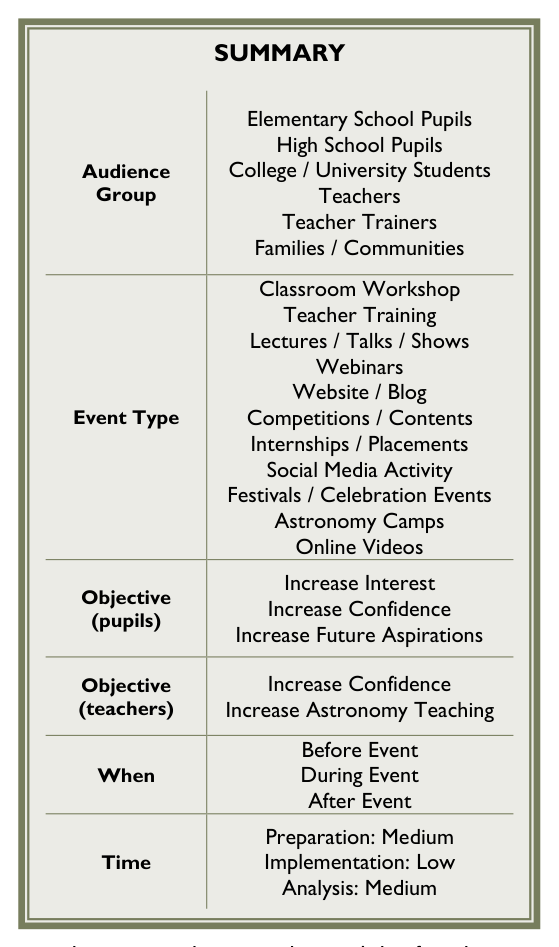 SUMMARY
Audience
Group
Elementary School Pupils
High School Pupils
College / University Students
Teachers
Teacher Trainers
Families / Communities
Event Type
Classroom Workshop
Teacher Training
Lectures / Talks / Shows
Webinars
Website / Blog
Competitions / Contents
Internships / Placements
Social Media Activity
Festivals / Celebration Events
Astronomy Camps
Online Videos
Objective
(pupils)
Increase Interest
Increase Confidence
Increase Future Aspirations
Objective
(teachers)
Increase Confidence
Increase Astronomy Teaching
When
Before Event
During Event
After Event
Time
Preparation: Medium
Implementation: Low
Analysis: Medium